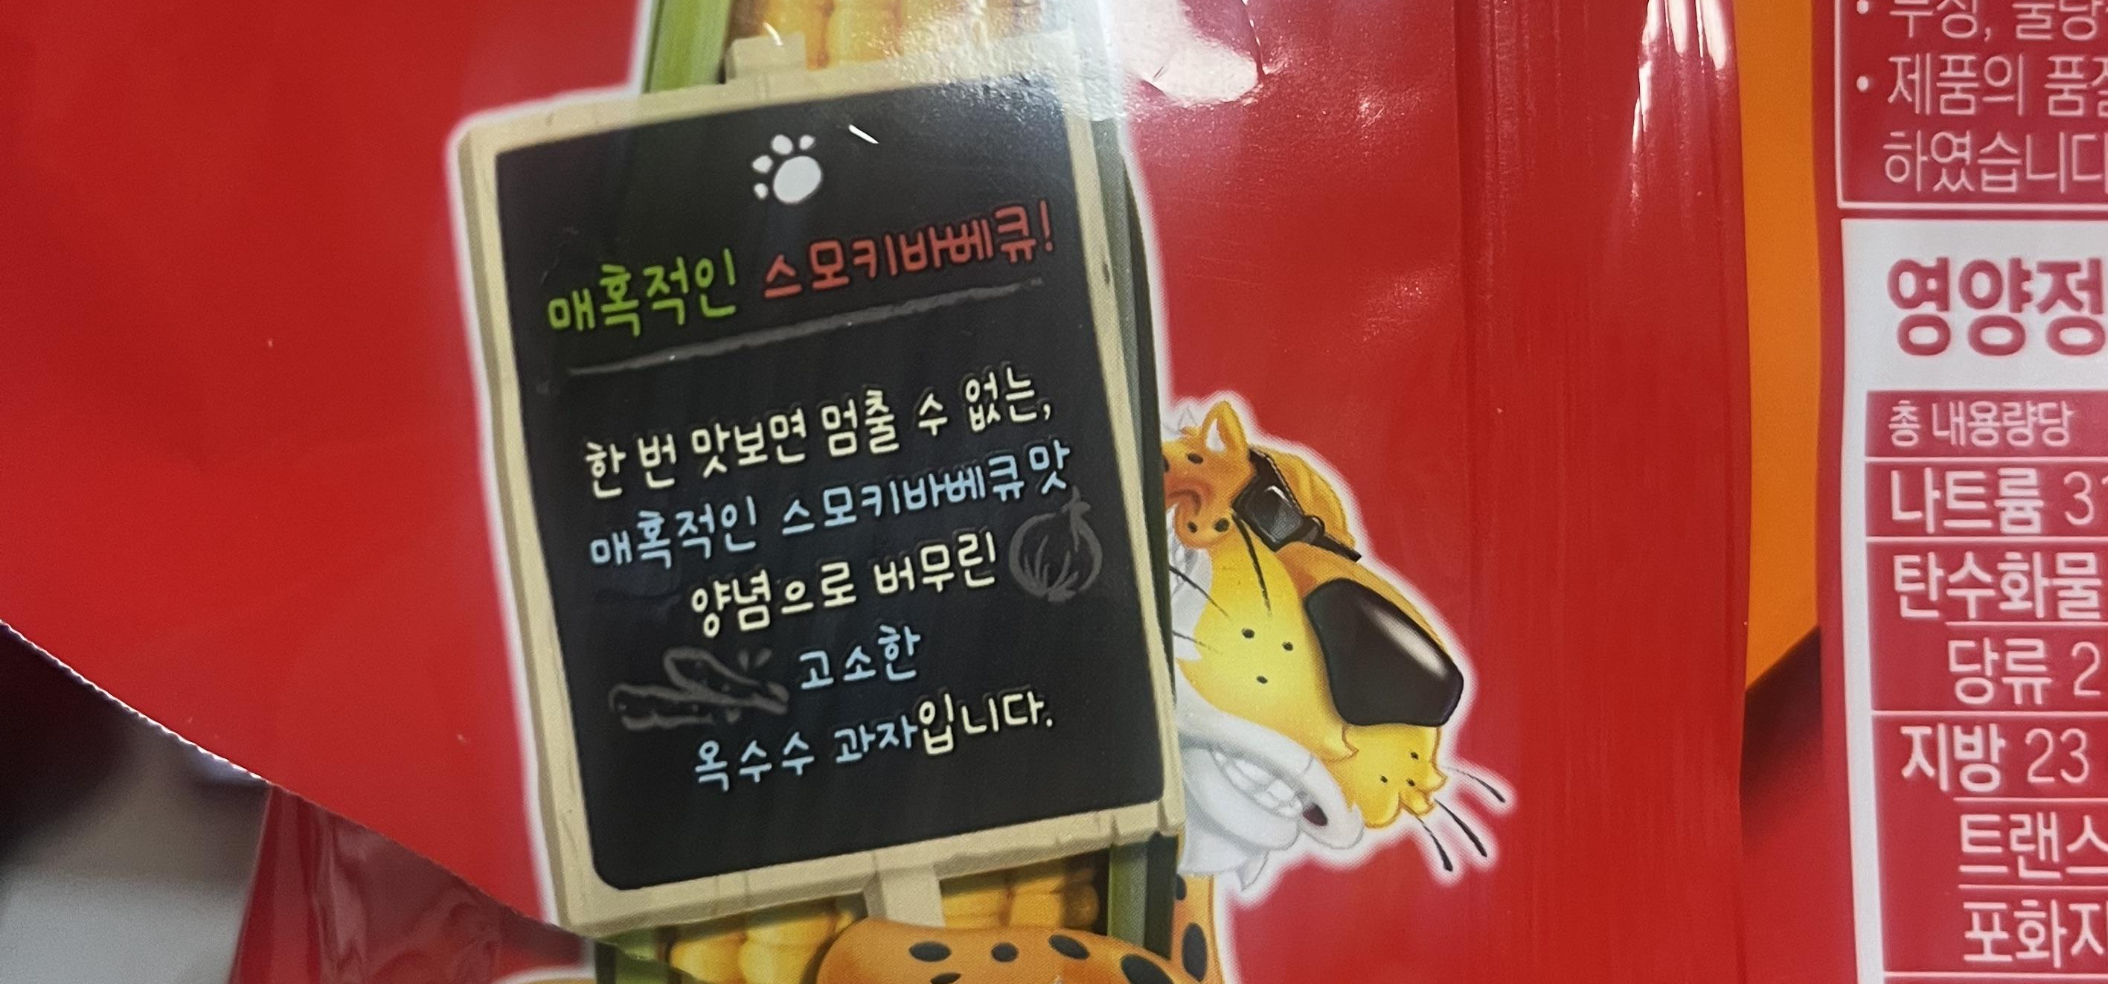 매혹적인 스모키바베큐!
한 번 맛보면 멈출 수 없는,
매혹적인 스모키바베큐맛
양념으로 버무린
고소한
옥수수 과자입니다.
제품의
하였습니다
영양정
총 내용량당
나트륨
탄수화물
당류 2
지방 23
트랜스
포화지